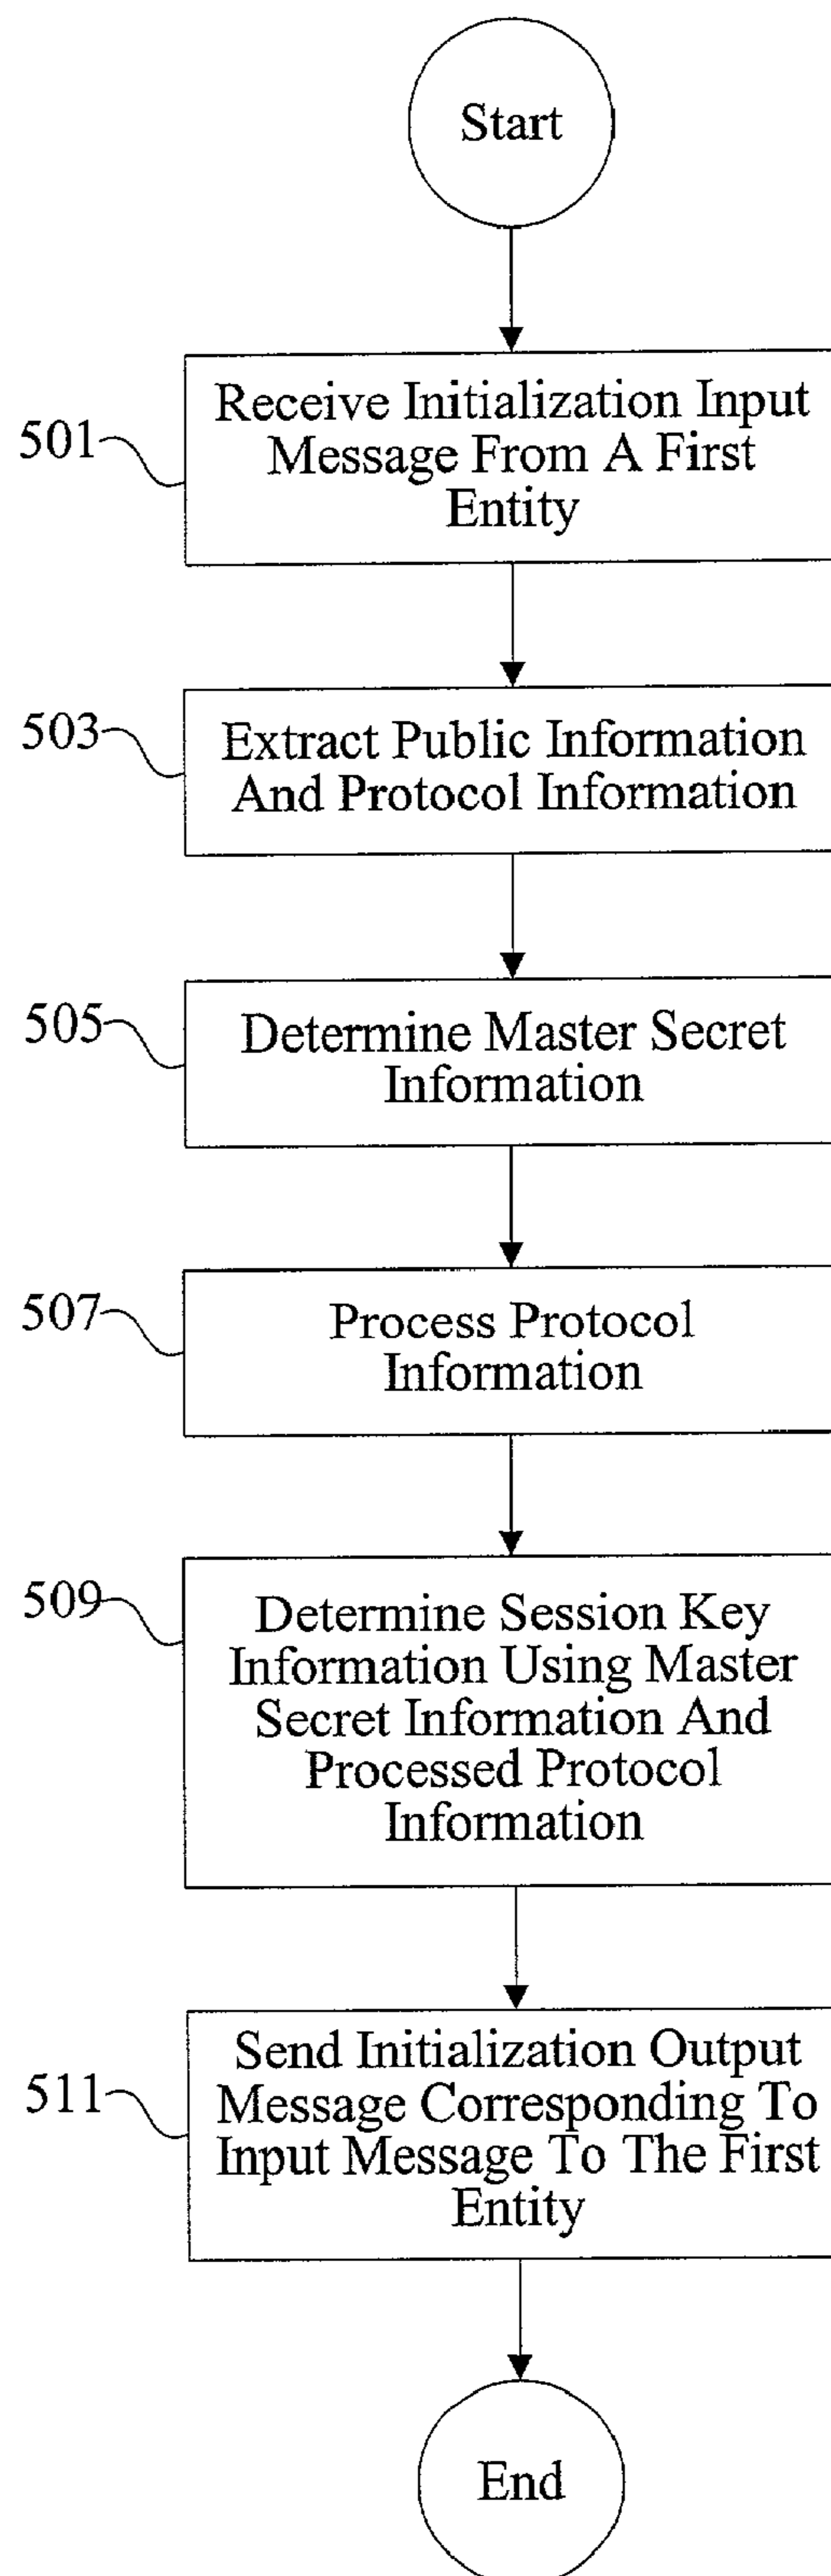 Start
501
Receive Initialization Input
Message From A First
Entity
503
Extract Public Information
And Protocol Information
505
Determine Master Secret
Information
507
Process Protocol
Information
509
Determine Session Key
Information Using Master
Secret Information And
Processed Protocol
Information
511
Send Initialization Output
Message Corresponding To
Input Message To The First
Entity
End